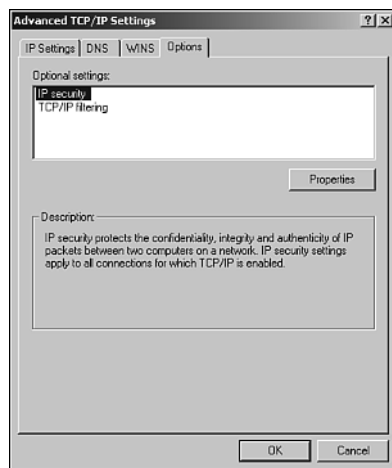 Advanced TCP/IP Settings
IP Settings DNS WINS Options
Optional settings:
IP security
TCP/IP filtering
Properties
Description:
IP security protects the confidentiality, integrity and authenticity of IP
packets between two computers on a network. IP security settings
apply to all connections for which TCP/IP is enabled.
OK Cancel